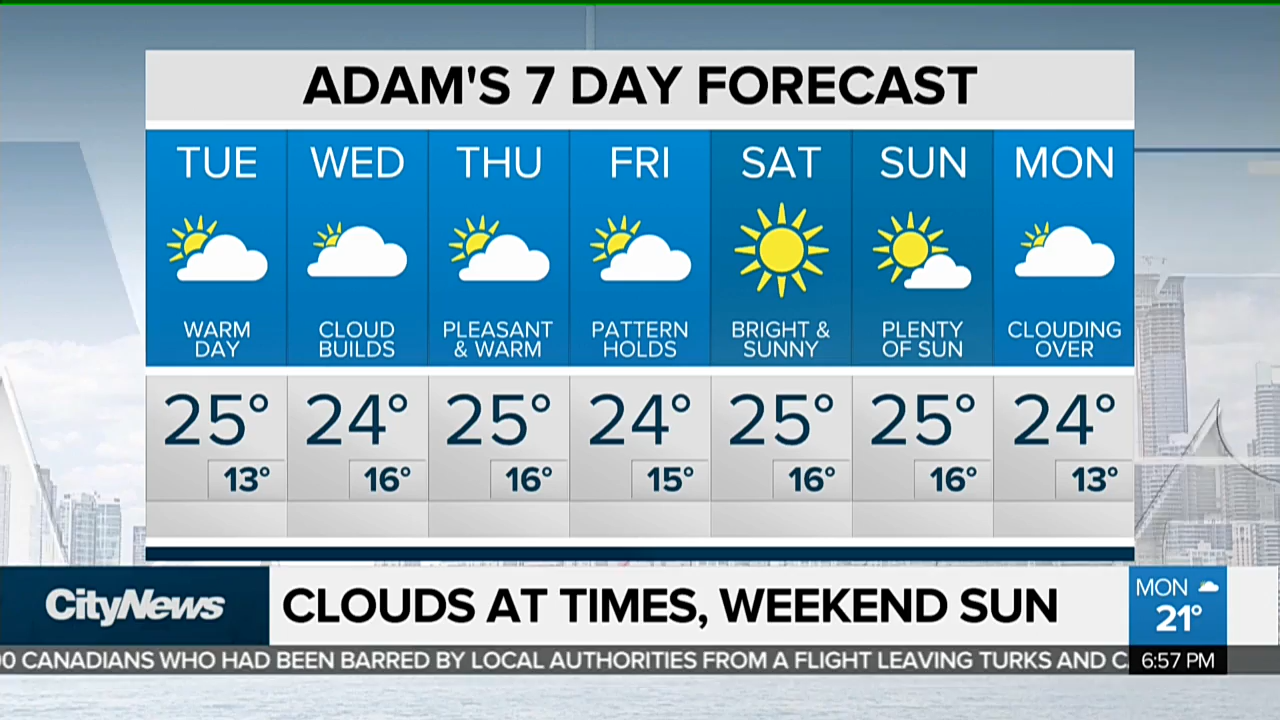 ADAM'S 7 DAY FORECAST
TUE WED THU FRI SAT SUN MON
WARM DAY
CLOUD BUILDS
PLEASANT & WARM
PATTERN HOLDS
BRIGHT & SUNNY
PLENTY OF SUN
CLOUDING OVER
25° 24° 25° 24° 25° 25° 24°
13° 16° 16° 15° 16° 16° 13°
CityNews
CLOUDS AT TIMES, WEEKEND SUN
MON
21°
CANADIANS WHO HAD BEEN BARRED BY LOCAL AUTHORITIES FROM A FLIGHT LEAVING TURKS AND
6:57 PM